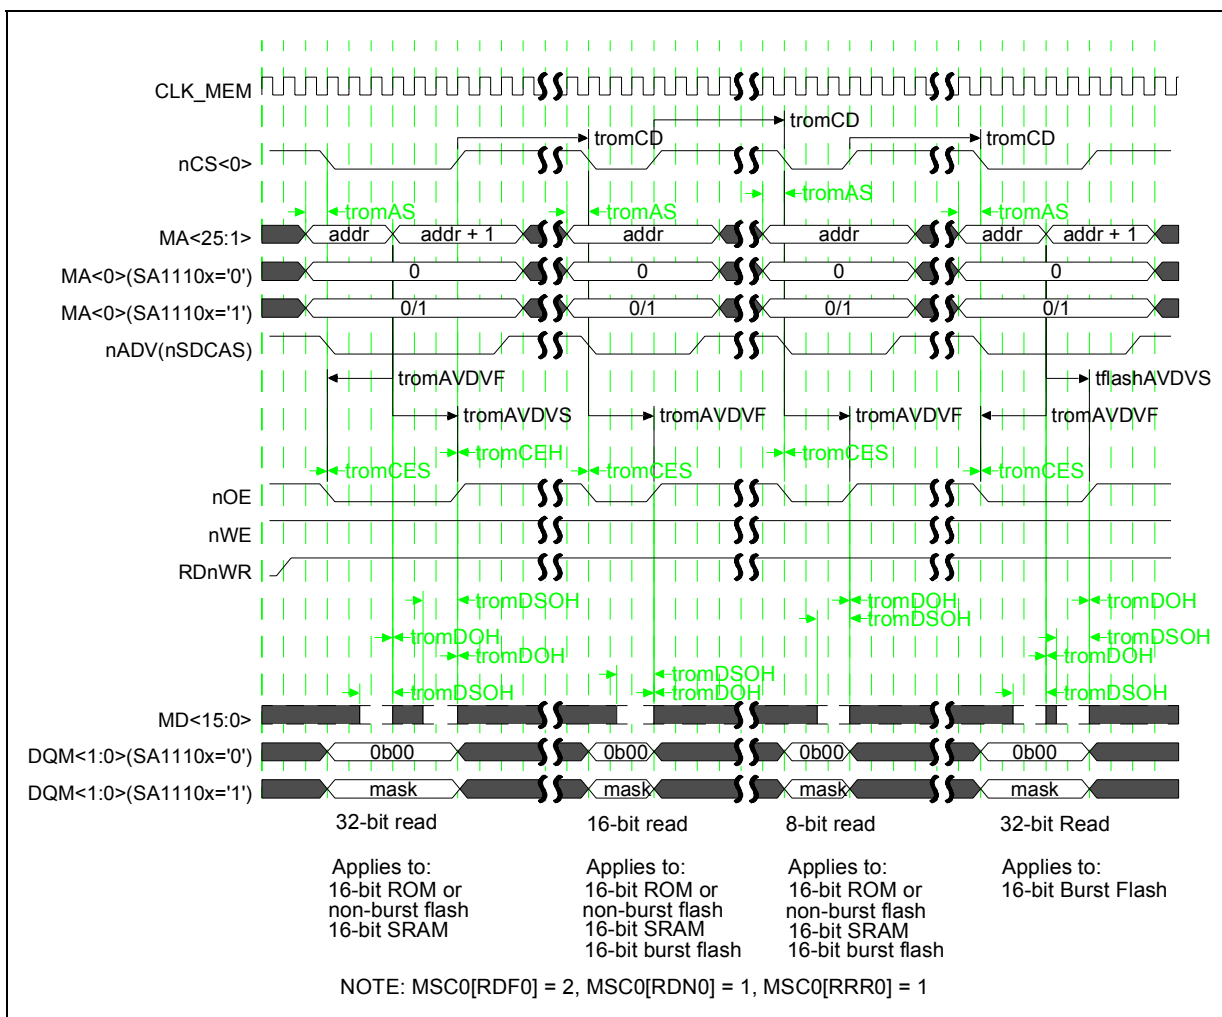 CLK_MEM
tromCD
tromCD
tromCD
nCS<0>
tromAS
tromAS
tromAS
tromAS
MA<25:1>
addr
addr + 1
addr
addr
addr
addr + 1
MA<0>(SA1110x='0')
0
0
0
0
MA<0>(SA1110x='1')
0/1
0/1
0/1
0/1
nADV(nSDCAS)
tromAVDVF
tflashAVDVS
tromAVDVS
tromAVDVF
tromAVDVF
tromAVDVF
tromCEH
tromCES
tromCES
tromCES
tromCES
nOE
nWE
RDnWR
tromDSOH
tromDOH
tromDOH
tromDSOH
tromDOH
tromDSOH
tromDOH
tromDOH
tromDSOH
tromDSOH
tromDOH
tromDSOH
MD<15:0>
DQM<1:0>(SA1110x='0')
0b00
0b00
0b00
0b00
DQM<1:0>(SA1110x='1')
mask
mask
mask
mask
32-bit read
16-bit read
8-bit read
32-bit Read
Applies to:
16-bit ROM or
non-burst flash
16-bit SRAM
Applies to:
16-bit ROM or
non-burst flash
16-bit SRAM
16-bit burst flash
Applies to:
16-bit ROM or
non-burst flash
16-bit SRAM
16-bit burst flash
Applies to:
16-bit Burst Flash
NOTE: MSC0[RDF0] = 2, MSC0[RDN0] = 1, MSC0[RRR0] = 1